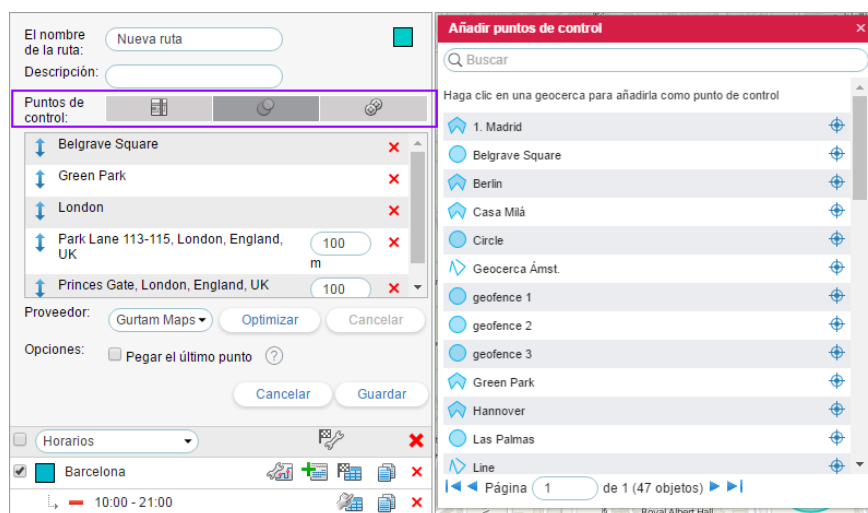 El nombre
de la ruta:
Nueva ruta
Descripción:
Puntos de
control:
Belgrave Square
Green Park
London
Park Lane 113-115, London, England,
UK
100
m
Princes Gate, London, England, UK
100
Proveedor:
Gurtam Maps
Optimizar
Cancelar
Opciones:
Pegar el último punto
?
Cancelar
Guardar
Horarios
Barcelona
10:00 - 21:00
Añadir puntos de control
Buscar
Haga clic en una geocerca para añadirla como punto de control
1. Madrid
Belgrave Square
Berlin
Casa Milá
Circle
Geocerca Ámst.
geofence 1
geofence 2
geofence 3
Green Park
Hannover
Las Palmas
Line
Página 1 de 1 (47 objetos)
Royal Albert Hall